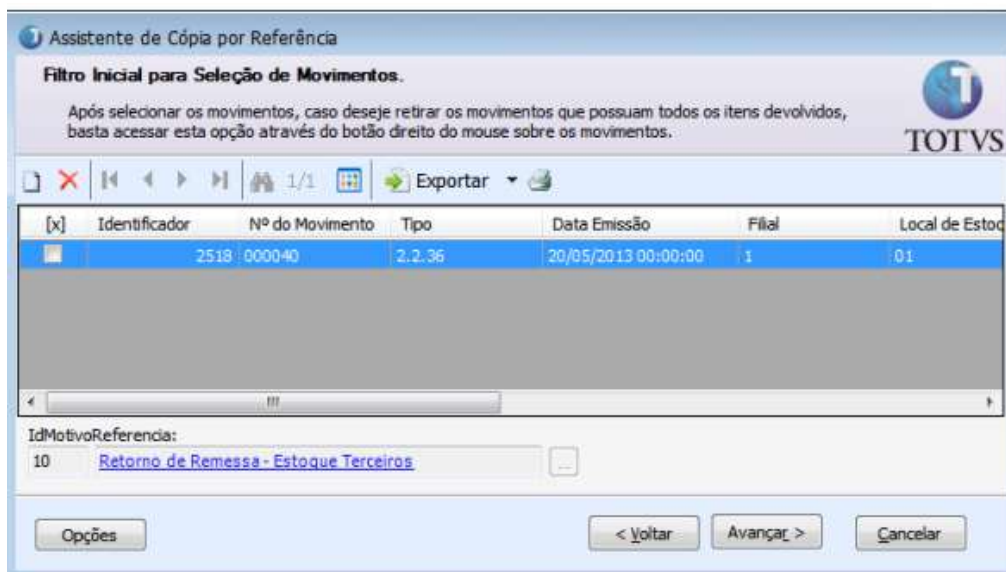 Assistente de Cópia por Referência
Filtro Inicial para Seleção de Movimentos.
Após selecionar os movimentos, caso deseje retirar os movimentos que possuam todos os itens devolvidos,
basta acessar esta opção através do botão direito do mouse sobre os movimentos.
TOTVS
1/1 Exportar
[x] Identificador Nº do Movimento Tipo Data Emissão Filial Local de Estoq
2518 000040 2.2.36 20/05/2013 00:00:00 1 01
IdMotivoReferencia:
10 Retorno de Remessa - Estoque Terceiros ...
Opções < Voltar Avançar > Cancelar